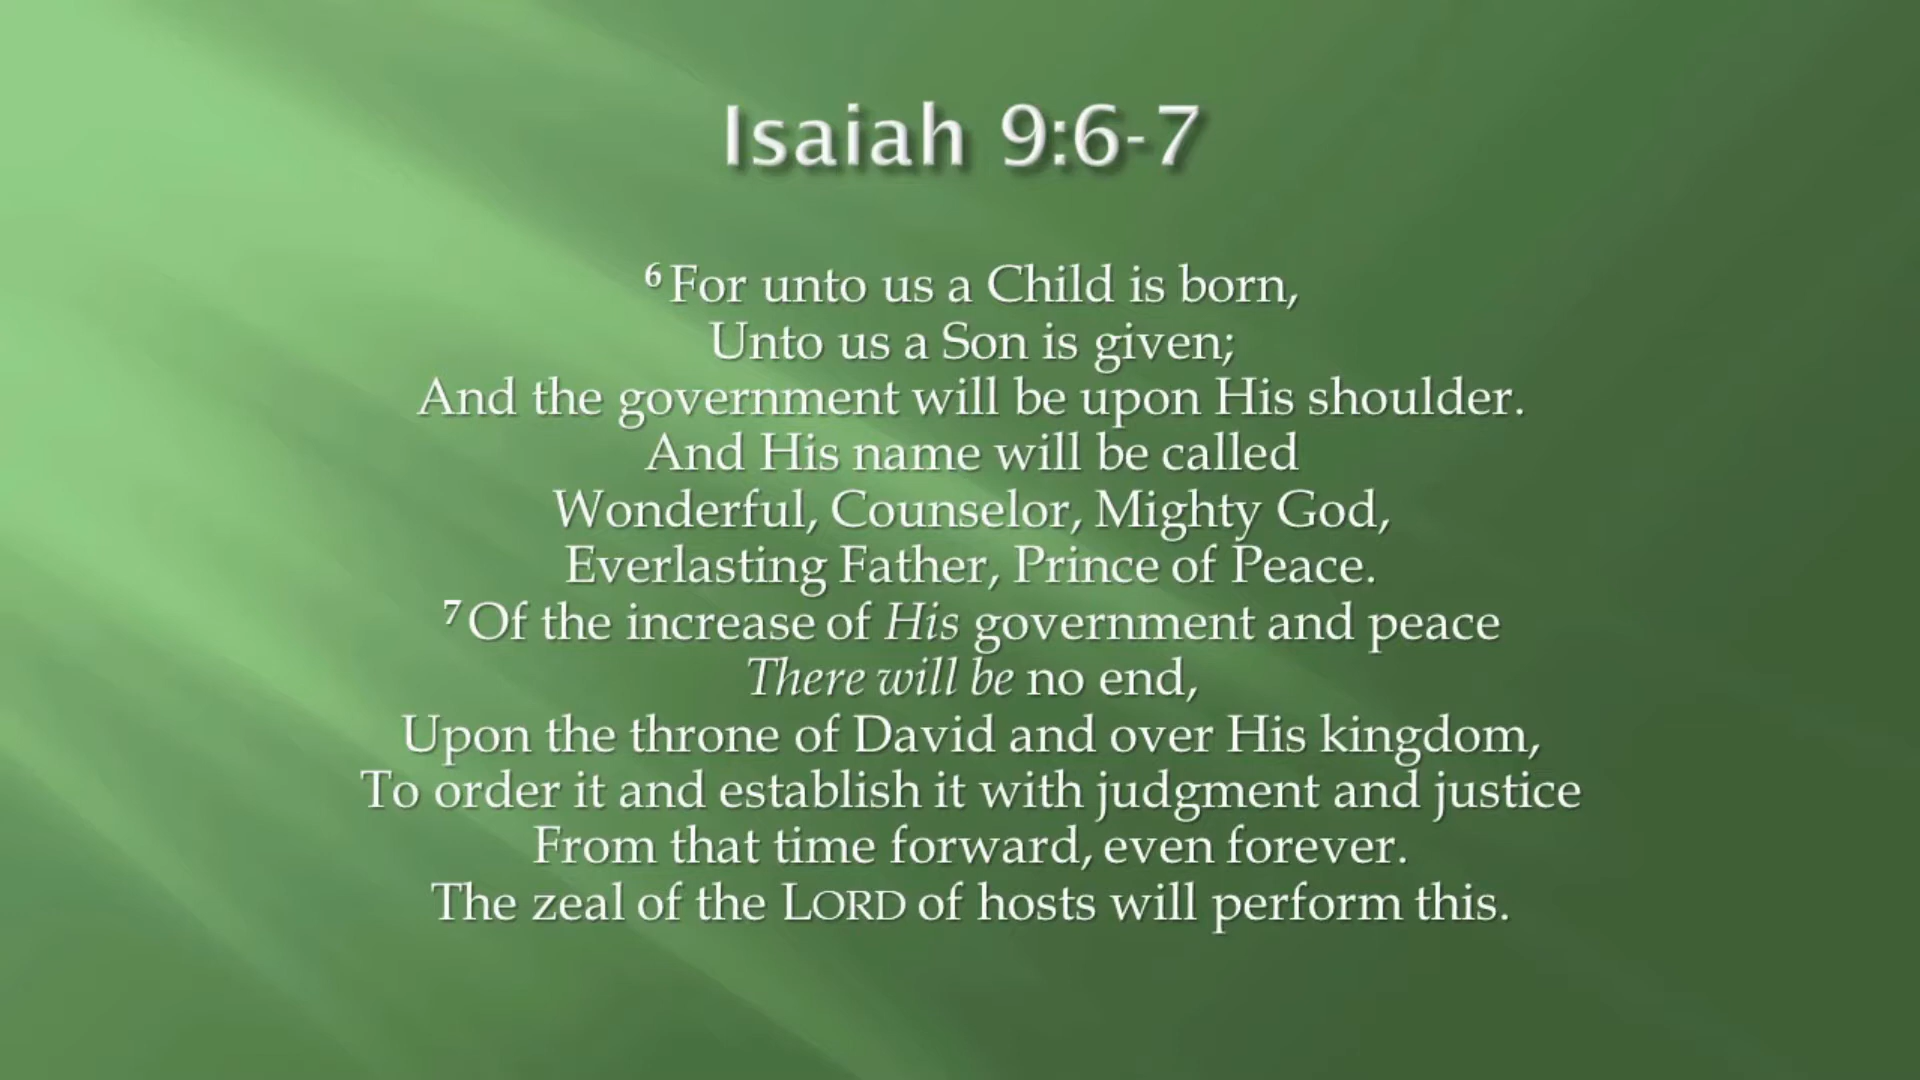 Isaiah 9:6-7
6 For unto us a Child is born,
Unto us a Son is given;
And the government will be upon His shoulder.
And His name will be called
Wonderful, Counselor, Mighty God,
Everlasting Father, Prince of Peace.
7 Of the increase of His government and peace
There will be no end,
Upon the throne of David and over His kingdom,
To order it and establish it with judgment and justice
From that time forward, even forever.
The zeal of the LORD of hosts will perform this.